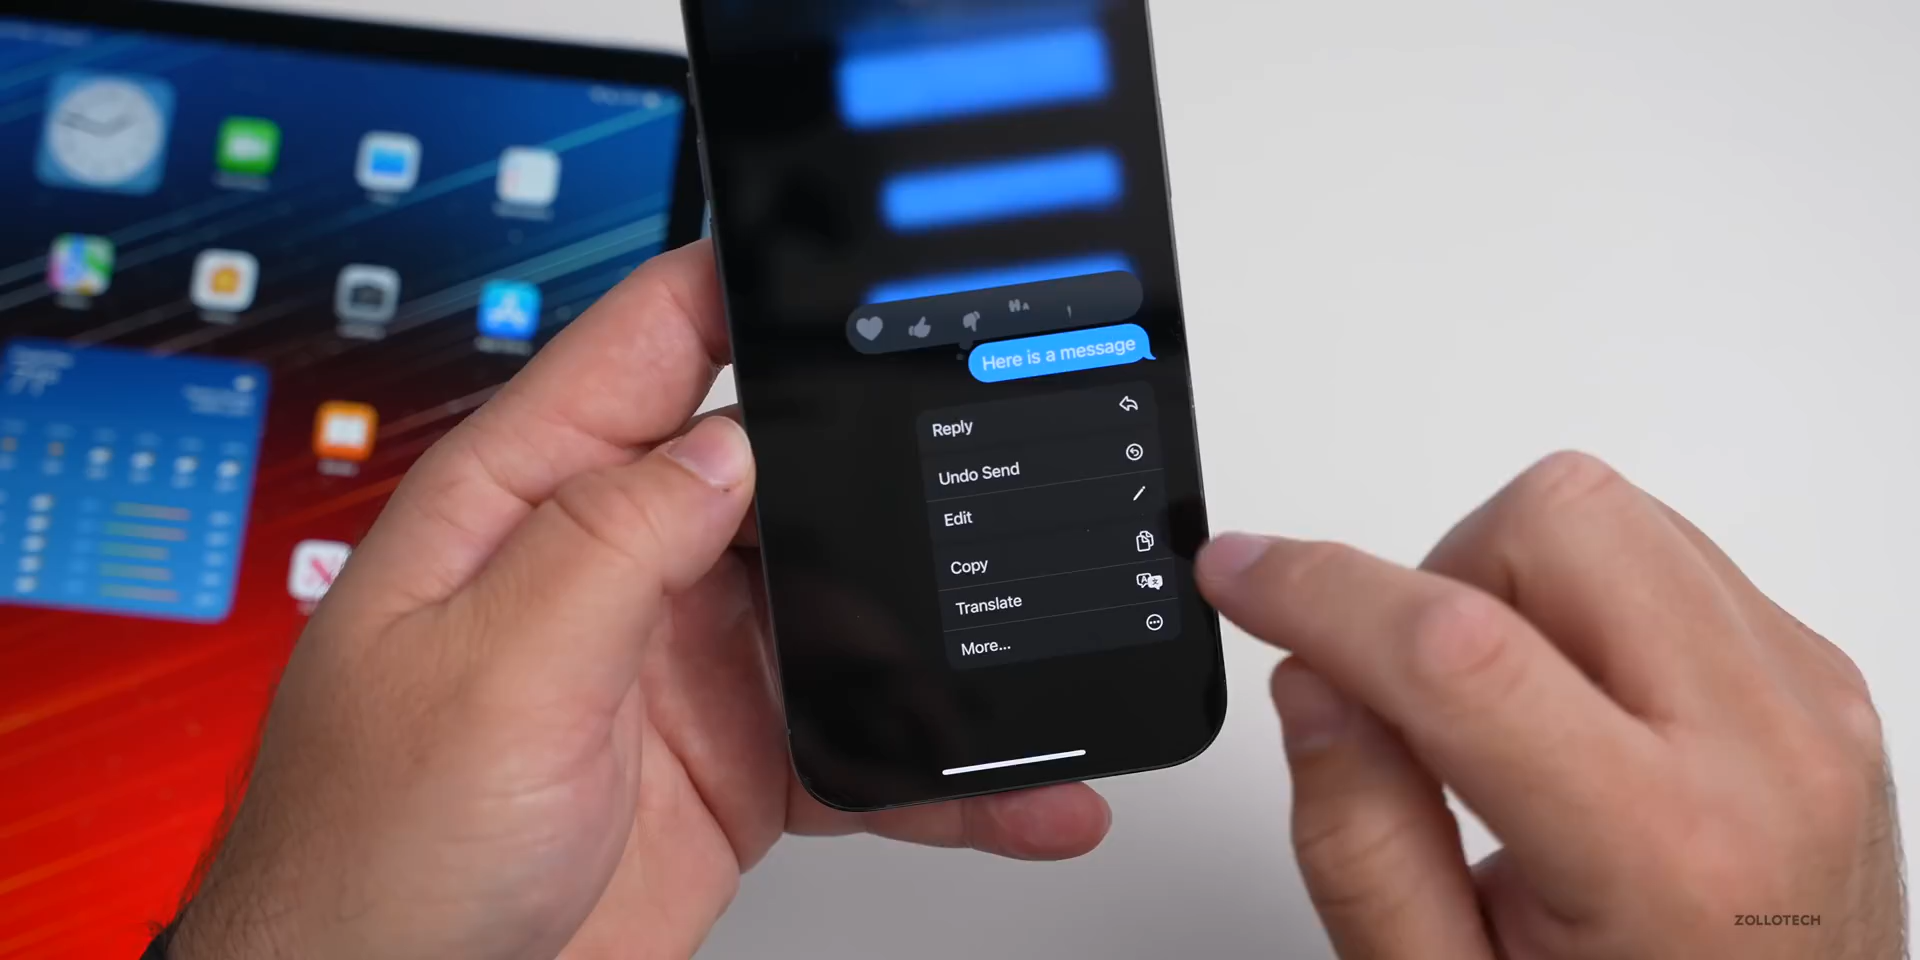 Here is a message
Reply
Undo Send
Edit
Copy
Translate
More...
ZOLLOTECH